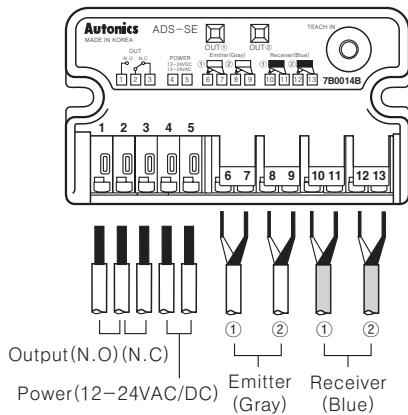 Autonics ADS-SE
MADE IN KOREA
OUT① OUT② TEACH IN
OUT
N.O N.C
POWER
12-24VDC
12-24VAC
Emitter(Gray) Receiver(Blue)
① ② ① ②
1 2 3 4 5 6 7 8 9 10 11 12 13 7B0014B
1 2 3 4 5
6 7 8 9 10 11 12 13
① ② ① ②
Output(N.O)(N.C)
Power(12-24VAC/DC)
Emitter
(Gray)
Receiver
(Blue)